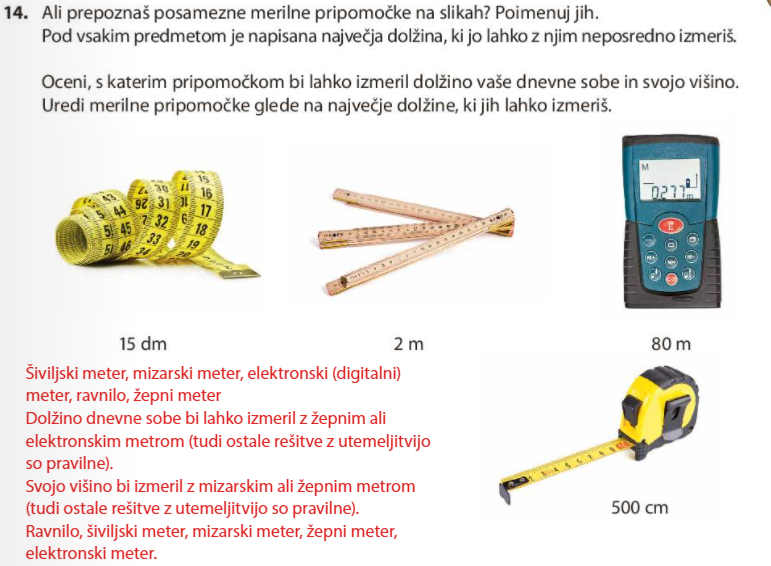 14. Ali prepoznaš posamezne merilne pripomočke na slikah? Poimenuj jih.
Pod vsakim predmetom je napisana največja dolžina, ki jo lahko z njim neposredno izmeriš.
Oceni, s katerim pripomočkom bi lahko izmeril dolžino vaše dnevne sobe in svojo višino.
Uredi merilne pripomočke glede na največje dolžine, ki jih lahko izmeriš.
M
0.277m
15 dm
2 m
80 m
Šiviljski meter, mizarski meter, elektronski (digitalni)
meter, ravnilo, žepni meter
Dolžino dnevne sobe bi lahko izmeril z žepnim ali
elektronskim metrom (tudi ostale rešitve z utemeljitvijo
so pravilne).
Svojo višino bi izmeril z mizarskim ali žepnim metrom
(tudi ostale rešitve z utemeljitvijo so pravilne).
Ravnilo, šiviljski meter, mizarski meter, žepni meter,
elektronski meter.
500 cm